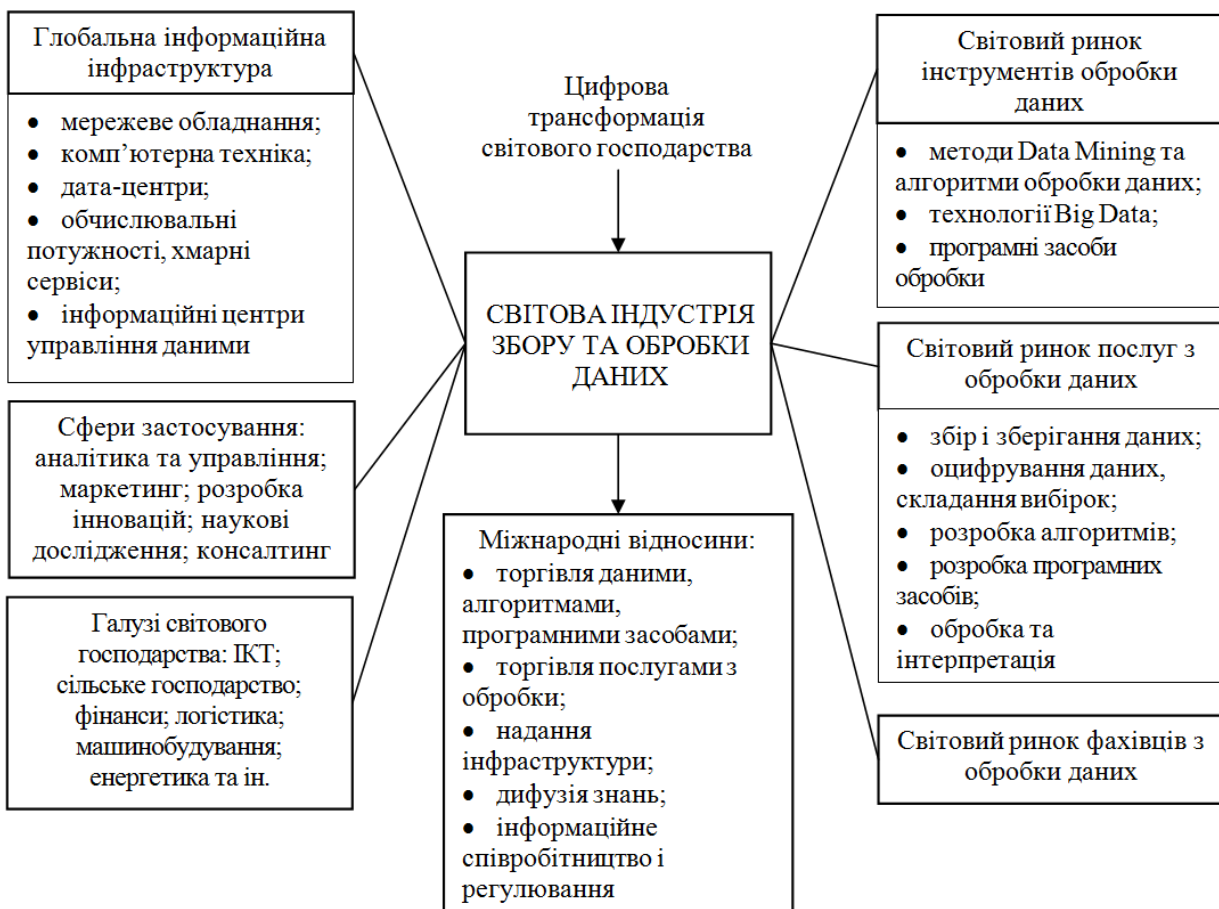 Глобальна інформаційна
інфраструктура
• мережеве обладнання;
• комп’ютерна техніка;
• дата-центри;
• обчислювальні
потужності, хмарні
сервіси;
• інформаційні центри
управління даними
Сфери застосування:
аналітика та управління;
маркетинг; розробка
інновацій; наукові
дослідження; консалтинг
Галузі світового
господарства: ІКТ;
сільське господарство;
фінанси; логістика;
машинобудування;
енергетика та ін.
Цифрова
трансформація
світового господарства
СВІТОВА ІНДУСТРІЯ
ЗБОРУ ТА ОБРОБКИ
ДАНИХ
Міжнародні відносини:
• торгівля даними,
алгоритмами,
програмними засобами;
• торгівля послугами з
обробки;
• надання
інфраструктури;
• дифузія знань;
• інформаційне
співробітництво і
регулювання
Світовий ринок
інструментів обробки
даних
• методи Data Mining та
алгоритми обробки даних;
• технології Big Data;
• програмні засоби
обробки
Світовий ринок послуг з
обробки даних
• збір і зберігання даних;
• оцифрування даних,
складання вибірок;
• розробка алгоритмів;
• розробка програмних
засобів;
• обробка та
інтерпретація
Світовий ринок фахівців з
обробки даних